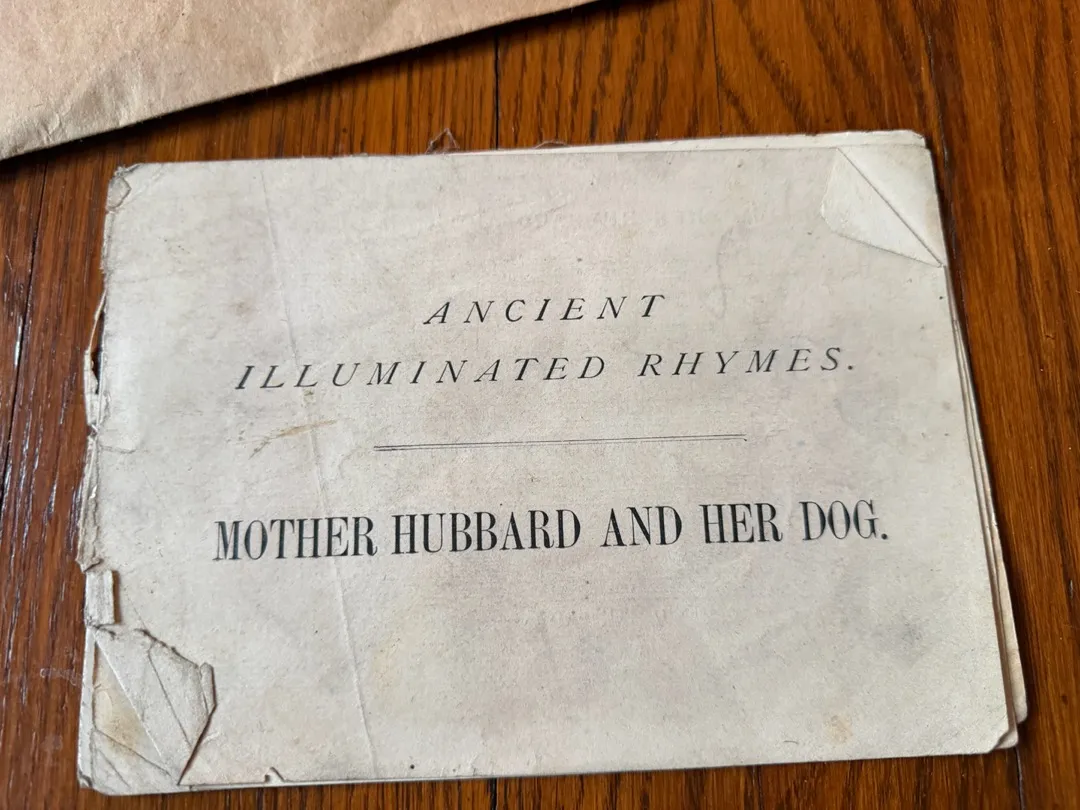 ANCIENT
ILLUMINATED RHYMES.
MOTHER HUBBARD AND HER DOG.